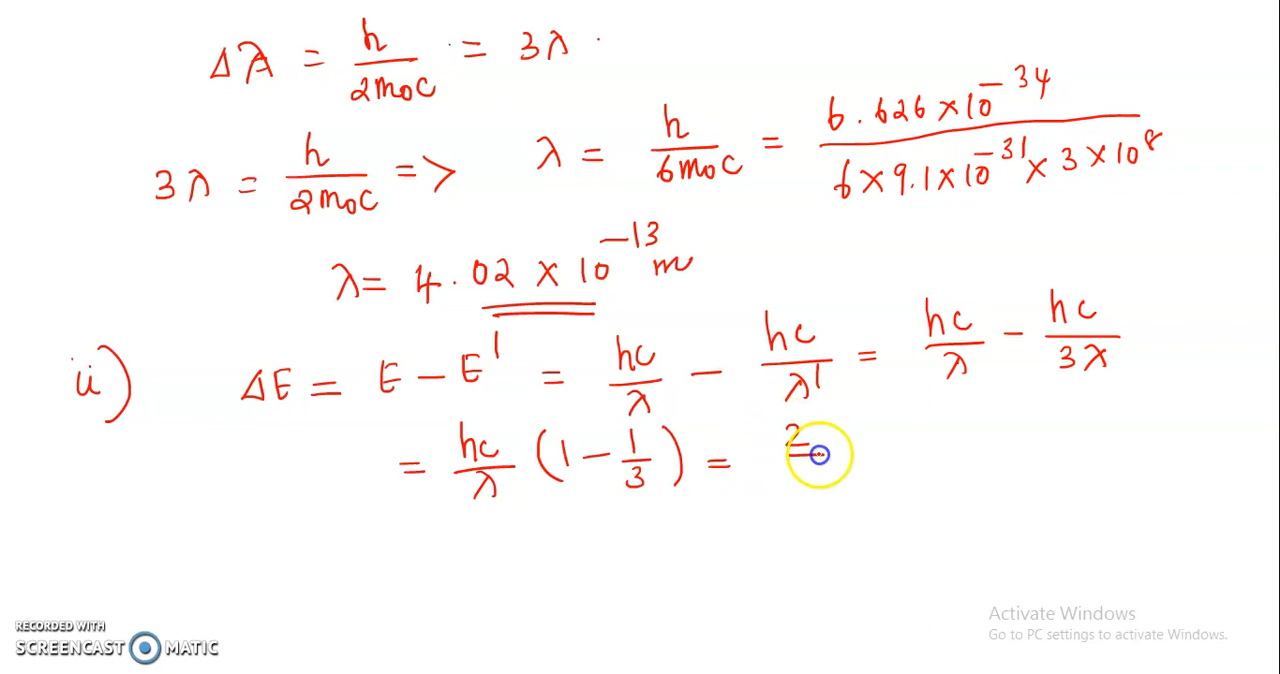 Δλ = h/2m₀c = 3λ
3λ = h/2m₀c => λ = h/6m₀c = 6.626×10⁻³⁴/6×9.1×10⁻³¹×3×10⁸
λ = 4.02 × 10⁻¹³ m
ii) ΔE = E − E' = hc/λ − hc/λ' = hc/λ − hc/3λ
= hc/λ (1 − 1/3) = 2
Activate Windows
Go to PC settings to activate Windows.
RECORDED WITH
SCREENCAST MATIC